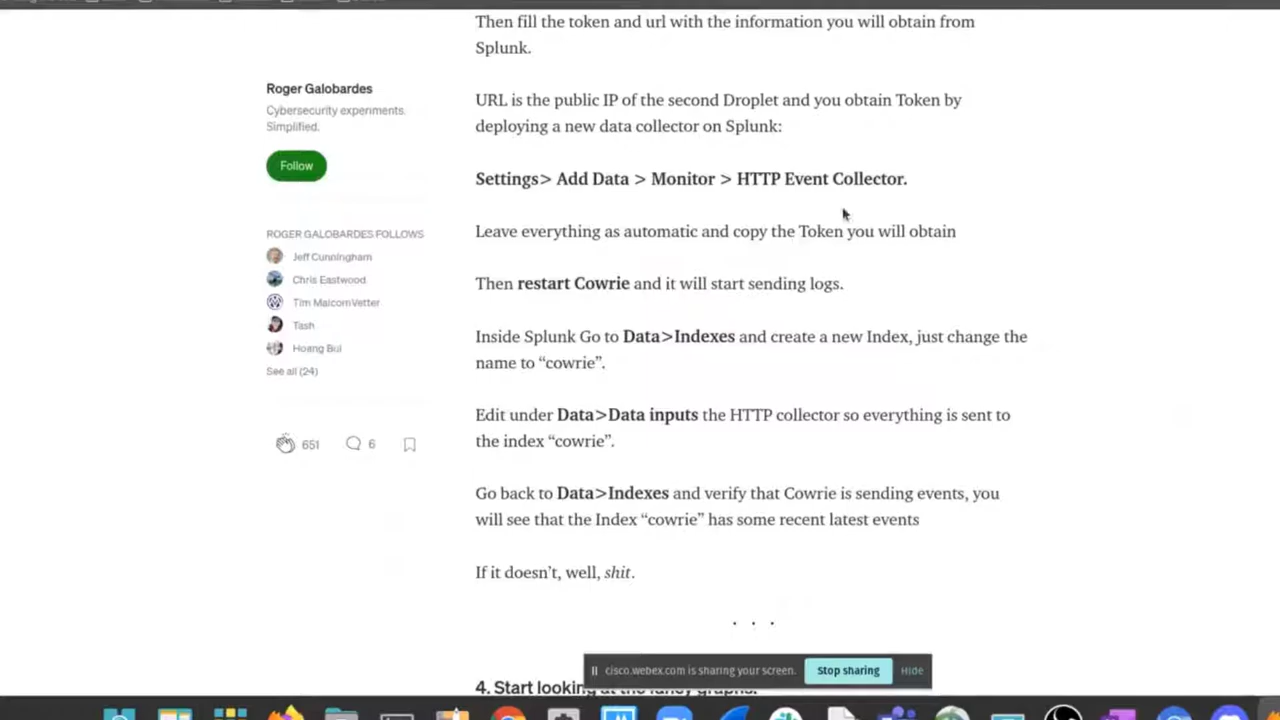 Then fill the token and url with the information you will obtain from
Splunk.
Roger Galobardes
Cybersecurity experiments.
Simplified.
Follow
URL is the public IP of the second Droplet and you obtain Token by
deploying a new data collector on Splunk:
Settings> Add Data > Monitor > HTTP Event Collector.
ROGER GALOBARDES FOLLOWS
Jeff Cunningham
Chris Eastwood
Tim MalcomVetter
Tash
Hoang Bui
See all (24)
Leave everything as automatic and copy the Token you will obtain
Then restart Cowrie and it will start sending logs.
Inside Splunk Go to Data>Indexes and create a new Index, just change the
name to “cowrie”.
Edit under Data>Data inputs the HTTP collector so everything is sent to
the index “cowrie”.
651
6
Go back to Data>Indexes and verify that Cowrie is sending events, you
will see that the Index “cowrie” has some recent latest events
If it doesn’t, well, shit.
. . .
cisco.webex.com is sharing your screen.
Stop sharing
Hide
4. Start looking at the fancy graphs.